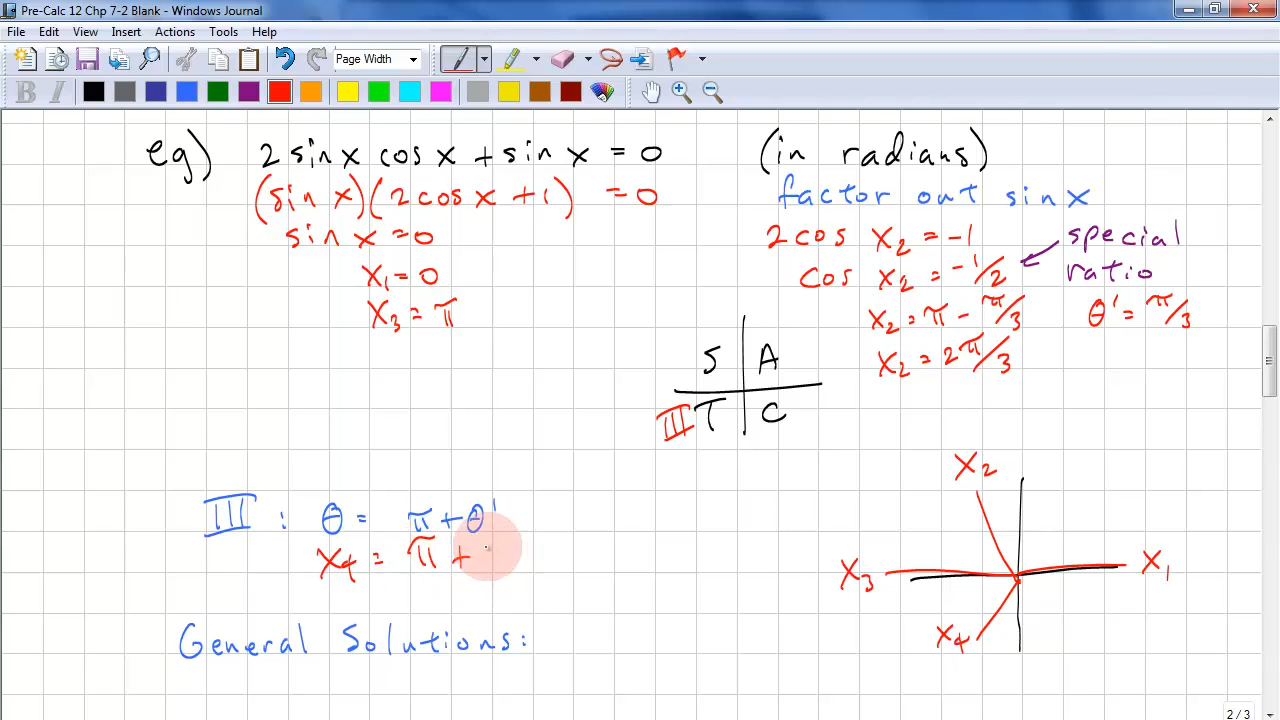 Pre-Calc 12 Chp 7-2 Blank - Windows Journal
File Edit View Insert Actions Tools Help
Page Width
B I
eg) 2 sin x cos x + sin x = 0 (in radians)
(sin x)(2 cos x + 1) = 0 factor out sin x
sin x = 0
x₁ = 0
x₃ = π
2 cos x₂ = -1
cos x₂ = -1/2
special
ratio
x₂ = π - π/3 θ' = π/3
x₂ = 2π/3
S A
III T C
III : θ = π + θ'
x₄ = π +
x₂
x₃ x₁
x₄
General Solutions:
2/3